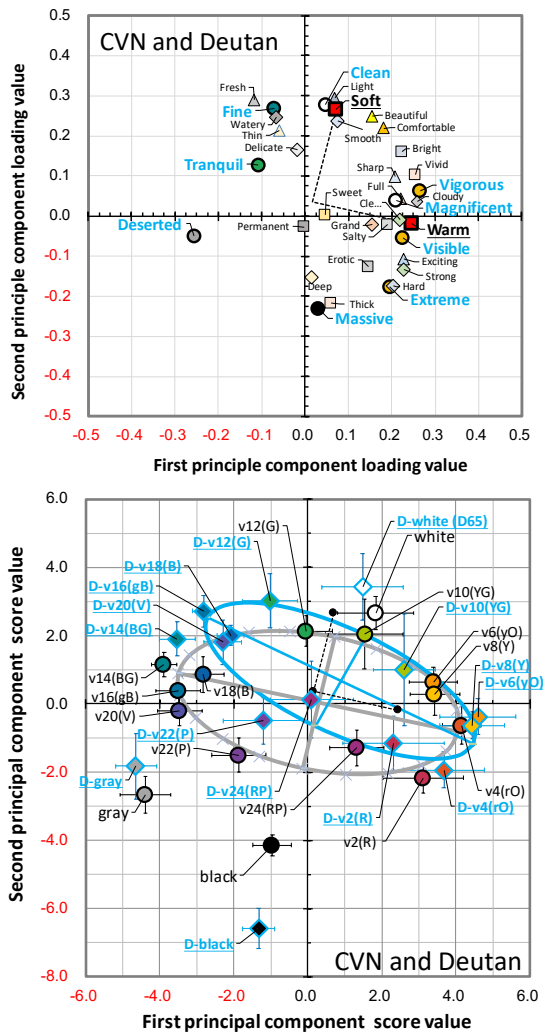 CVN and Deutan
Second principle component loading value
0.5
0.4
0.3
0.2
0.1
0.0
-0.1
-0.2
-0.3
-0.4
-0.5
Fresh
Fine
Watery
Thin
Delicate
Tranquil
Deserted
Permanent
Clean
Light
Soft
Beautiful
Comfortable
Smooth
Bright
Sharp
Vivid
Full
Vigorous
Cle...
Cloudy
Magnificent
Sweet
Grand
Salty
Warm
Visible
Erotic
Exciting
Strong
Deep
Hard
Extreme
Thick
Massive
-0.5 -0.4 -0.3 -0.2 -0.1 0.0 0.1 0.2 0.3 0.4 0.5
First principle component loading value
Second principal component score value
6.0
4.0
2.0
0.0
-2.0
-4.0
-6.0
-8.0
v12(G)
D-v12(G)
D-v18(B)
D-v16(gB)
D-v20(V)
D-v14(BG)
D-white (D65)
white
v10(YG)
D-v10(YG)
v6(yO)
v8(Y)
D-v8(Y)
D-v6(yO)
v14(BG)
v16(gB)
v18(B)
v20(V)
D-v22(P)
v22(P)
D-gray
gray
D-v24(RP)
v24(RP)
D-v2(R)
v2(R)
v4(rO)
D-v4(rO)
black
D-black
CVN and Deutan
-6.0 -4.0 -2.0 0.0 2.0 4.0 6.0
First principal component score value